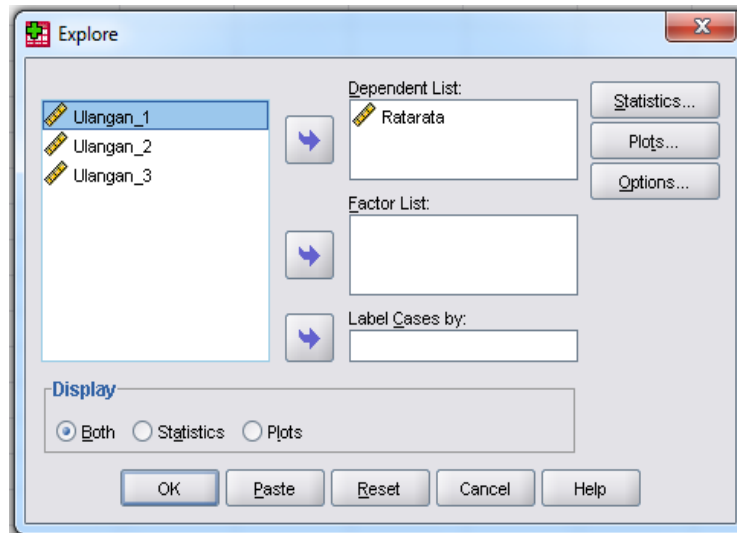 Explore
Ulangan_1
Ulangan_2
Ulangan_3
Dependent List:
Ratarata
Factor List:
Label Cases by:
Statistics...
Plots...
Options...
Display
Both Statistics Plots
OK Paste Reset Cancel Help